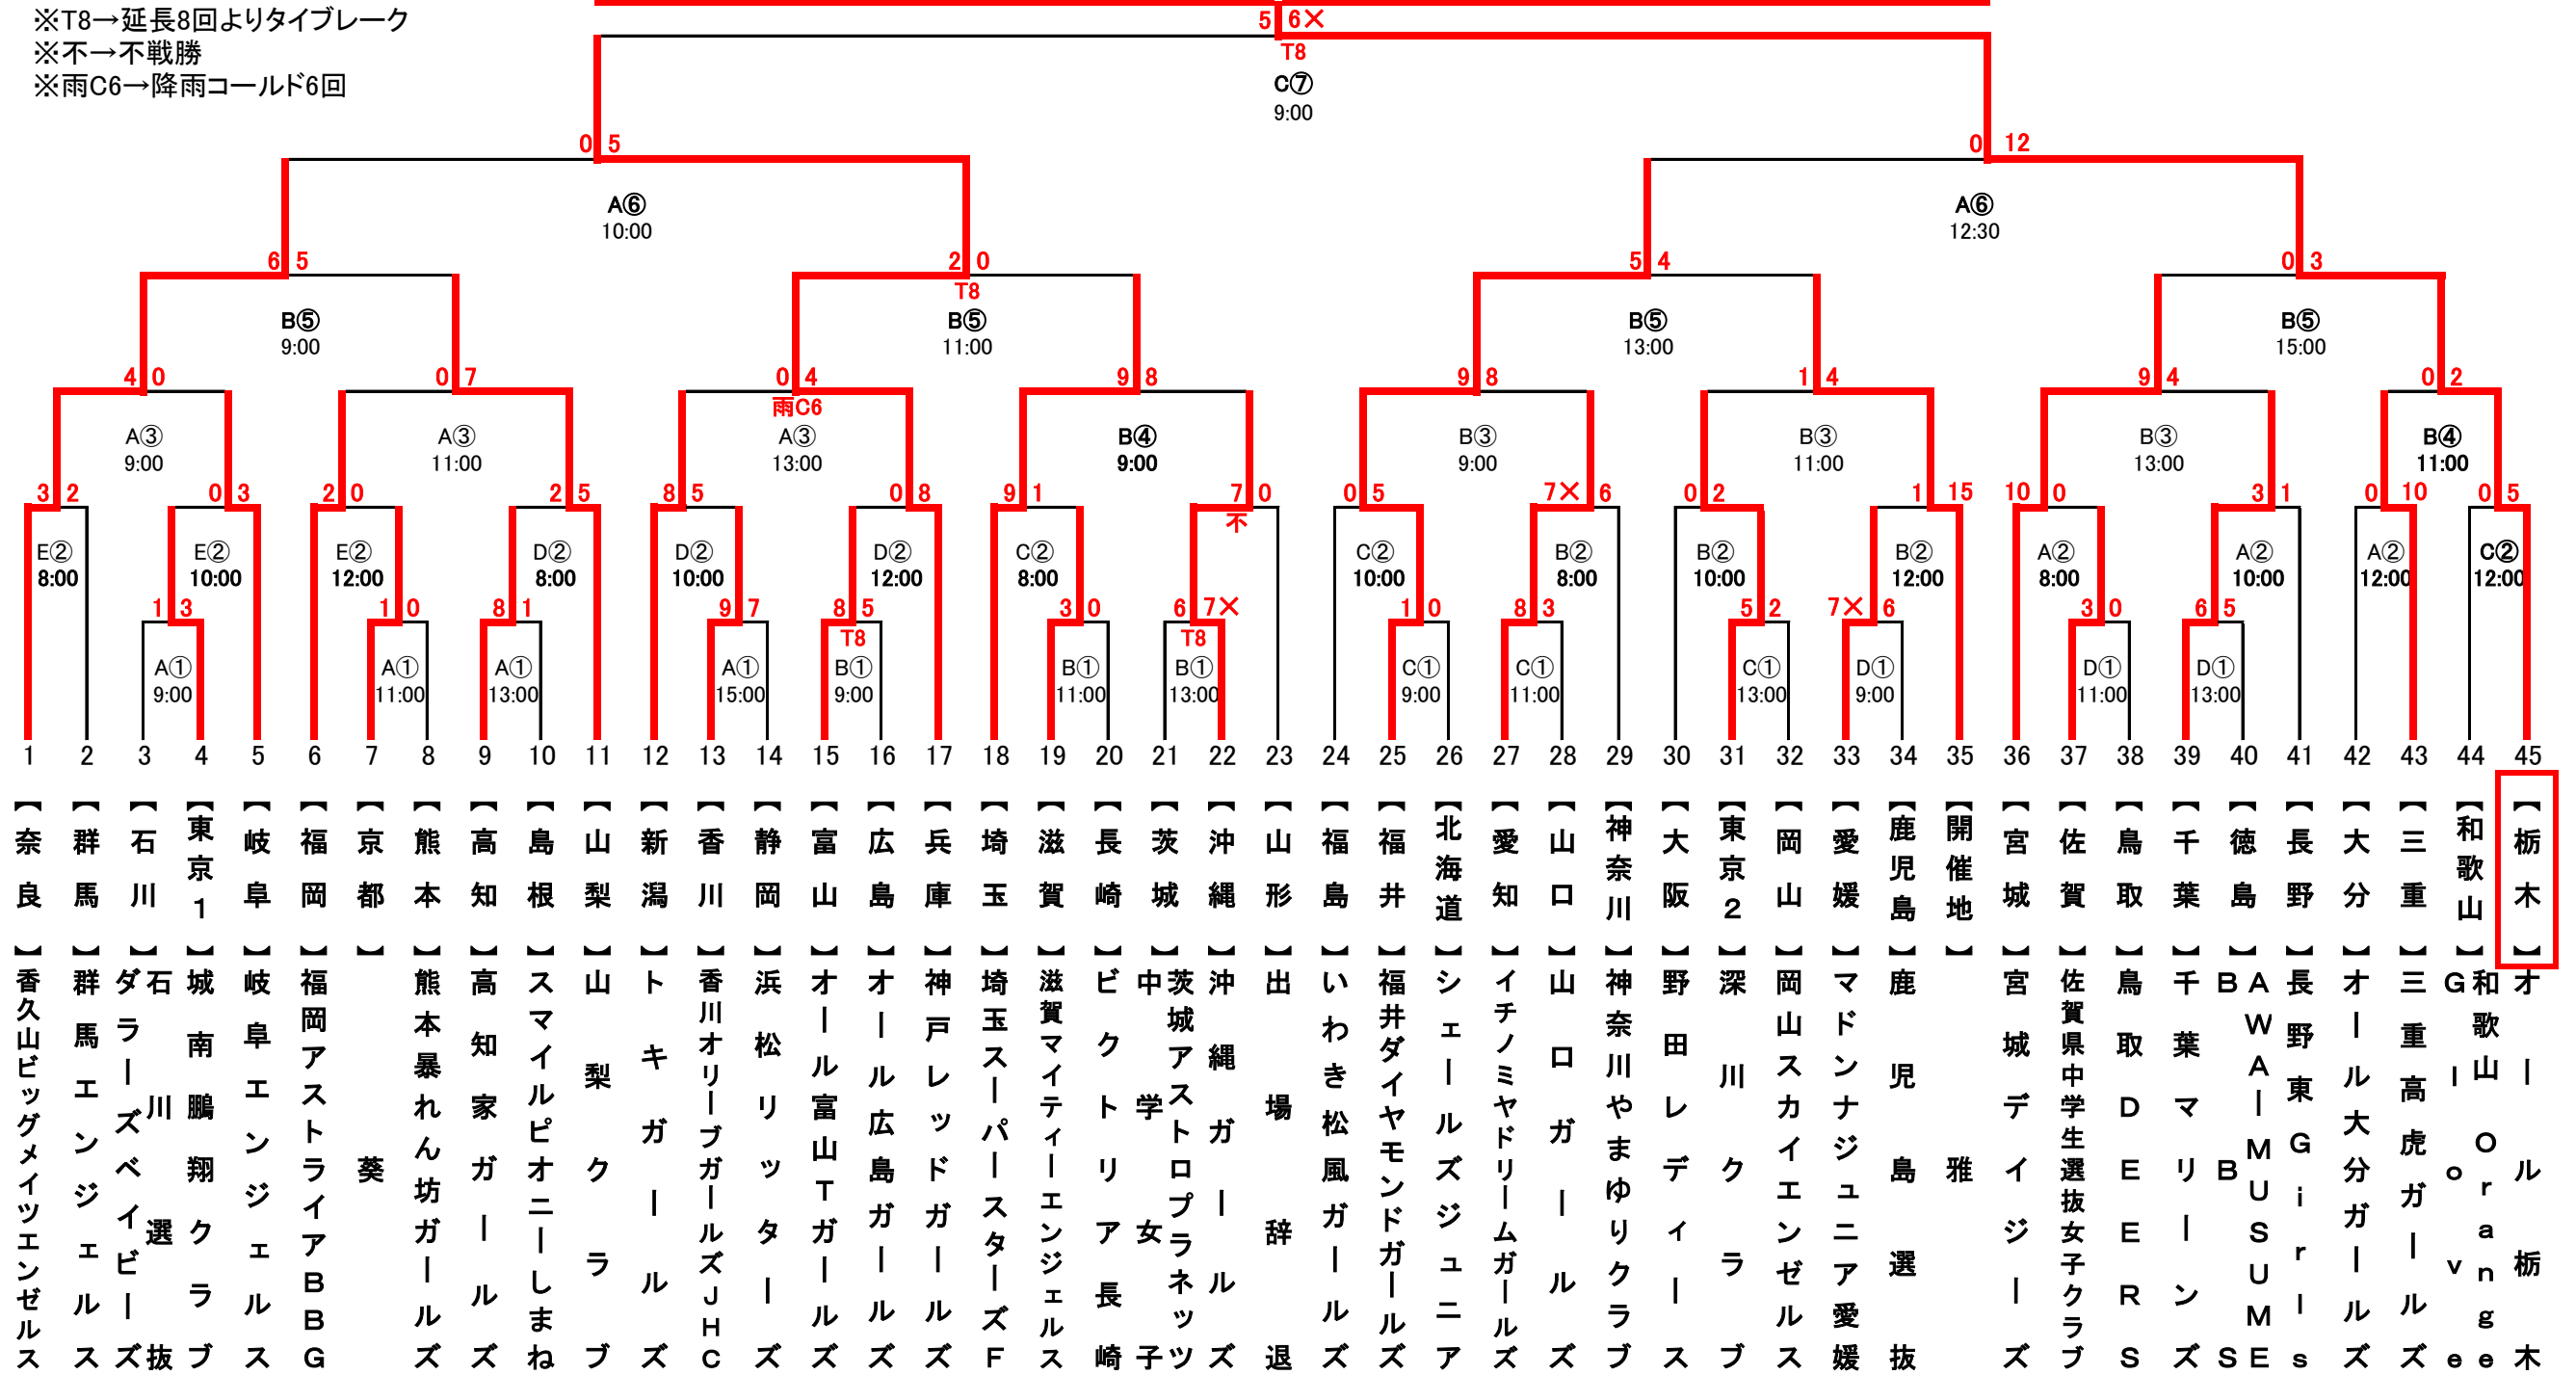 ※T8→延長8回よりタイブレーク
※不→不戦勝
※雨C6→降雨コールド6回
5 6×
T8
C⑦
9:00
0 5
0 12
A⑥
10:00
A⑥
12:30
6 5
2 0
T8
5 4
0 3
B⑤
9:00
B⑤
11:00
B⑤
13:00
B⑤
15:00
4 0
0 7
0 4
雨C6
9 8
9 8
1 4
9 4
0 2
A③
9:00
A③
11:00
A③
13:00
B④
9:00
B③
9:00
B③
11:00
B③
13:00
B④
11:00
3 2
0 3
2 0
2 5
8 5
0 8
9 1
7 0
不
0 5
7× 6
0 2
1 15
10 0
3 1
0 10
0 5
E②
8:00
E②
10:00
E②
12:00
D②
8:00
D②
10:00
D②
12:00
C②
8:00
C②
10:00
B②
8:00
B②
10:00
B②
12:00
A②
8:00
A②
10:00
A②
12:00
C②
12:00
1 3
1 0
8 1
9 7
8 5
T8
3 0
6 7×
T8
1 0
8 3
5 2
7× 6
3 0
6 5
A①
9:00
A①
11:00
A①
13:00
A①
15:00
B①
9:00
B①
11:00
B①
13:00
C①
9:00
C①
11:00
C①
13:00
D①
9:00
D①
11:00
D①
13:00
1 2 3 4 5 6 7 8 9 10 11 12 13 14 15 16 17 18 19 20 21 22 23 24 25 26 27 28 29 30 31 32 33 34 35 36 37 38 39 40 41 42 43 44 45
【奈良】香久山ビッグメイツエンゼルス
【群馬】群馬エンジェルス
【石川】石川選抜
ダラーズベイビーズ
【東京1】城南鵬翔クラブ
【岐阜】岐阜エンジェルス
【福岡】福岡アストライアBBG
【京都】葵
【熊本】熊本暴れん坊ガールズ
【高知】高知家ガールズ
【島根】スマイルピオニーしまね
【山梨】山梨クラブ
【新潟】トキガールズ
【香川】香川オリーブガールズJHC
【静岡】浜松リッターズ
【富山】オール富山Tガールズ
【広島】オール広島ガールズ
【兵庫】神戸レッドガールズ
【埼玉】埼玉スーパースターズF
【滋賀】滋賀マイティーエンジェルス
【長崎】ビクトリア長崎
【茨城】茨城アストロプラネッツ
中学女子
【沖縄】沖縄ガールズ
【山形】出場辞退
【福島】いわき松風ガールズ
【福井】福井ダイヤモンドガールズ
【北海道】シェールズジュニア
【愛知】イチノミヤドリームガールズ
【山口】山口ガールズ
【神奈川】神奈川やまゆりクラブ
【大阪】野田レディース
【東京2】深川クラブ
【岡山】岡山スカイエンゼルス
【愛媛】マドンナジュニア愛媛
【鹿児島】鹿児島選抜
【開催地】雅
【宮城】宮城デイジーズ
【佐賀】佐賀県中学生選抜女子クラブ
【鳥取】鳥取DEERS
【千葉】千葉マリーンズ
【徳島】AWAIMUSUME
BBS
【長野】長野東Girls
【大分】オール大分ガールズ
【三重】三重高虎ガールズ
【和歌山】和歌山Orange
Glove
【栃木】オール栃木